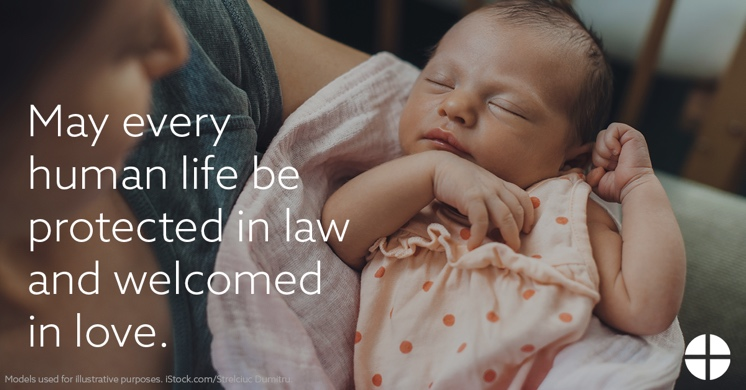 May every
human life be
protected in law
and welcomed
in love.
Models used for illustrative purposes. iStock.com/Strelciuc Dumitru.